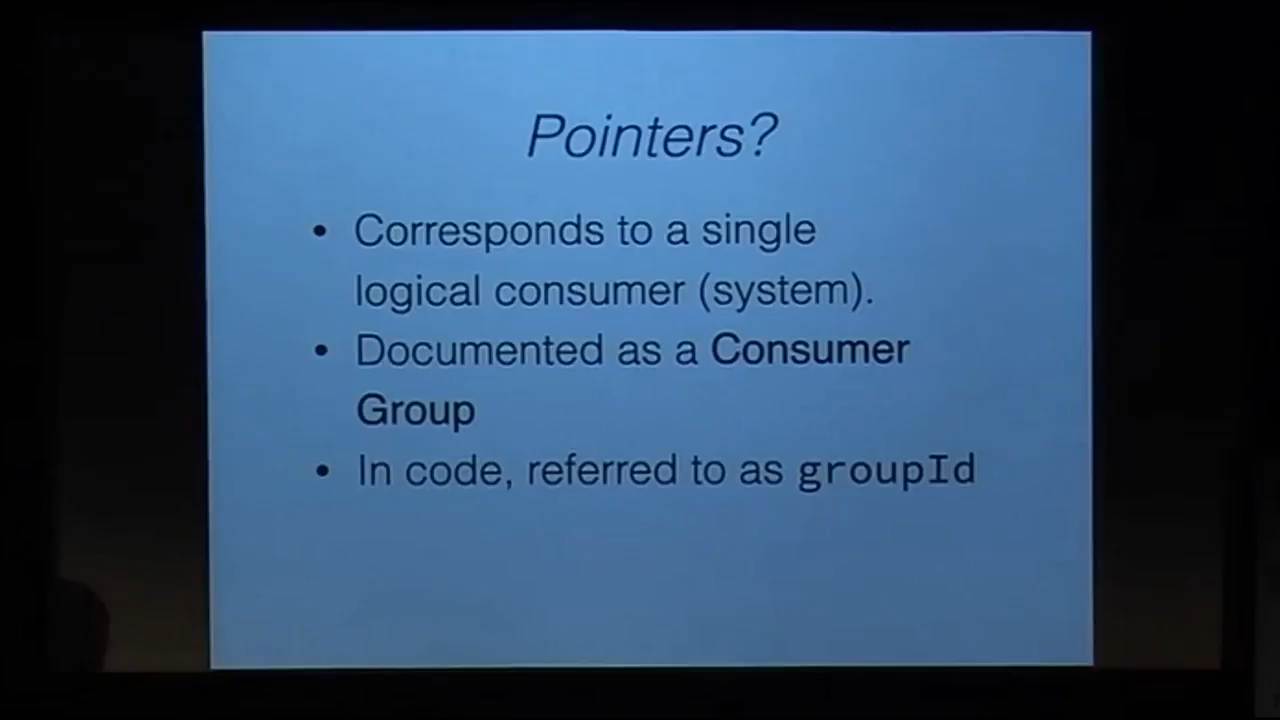 Pointers?
• Corresponds to a single
logical consumer (system).
• Documented as a Consumer
Group
• In code, referred to as groupId